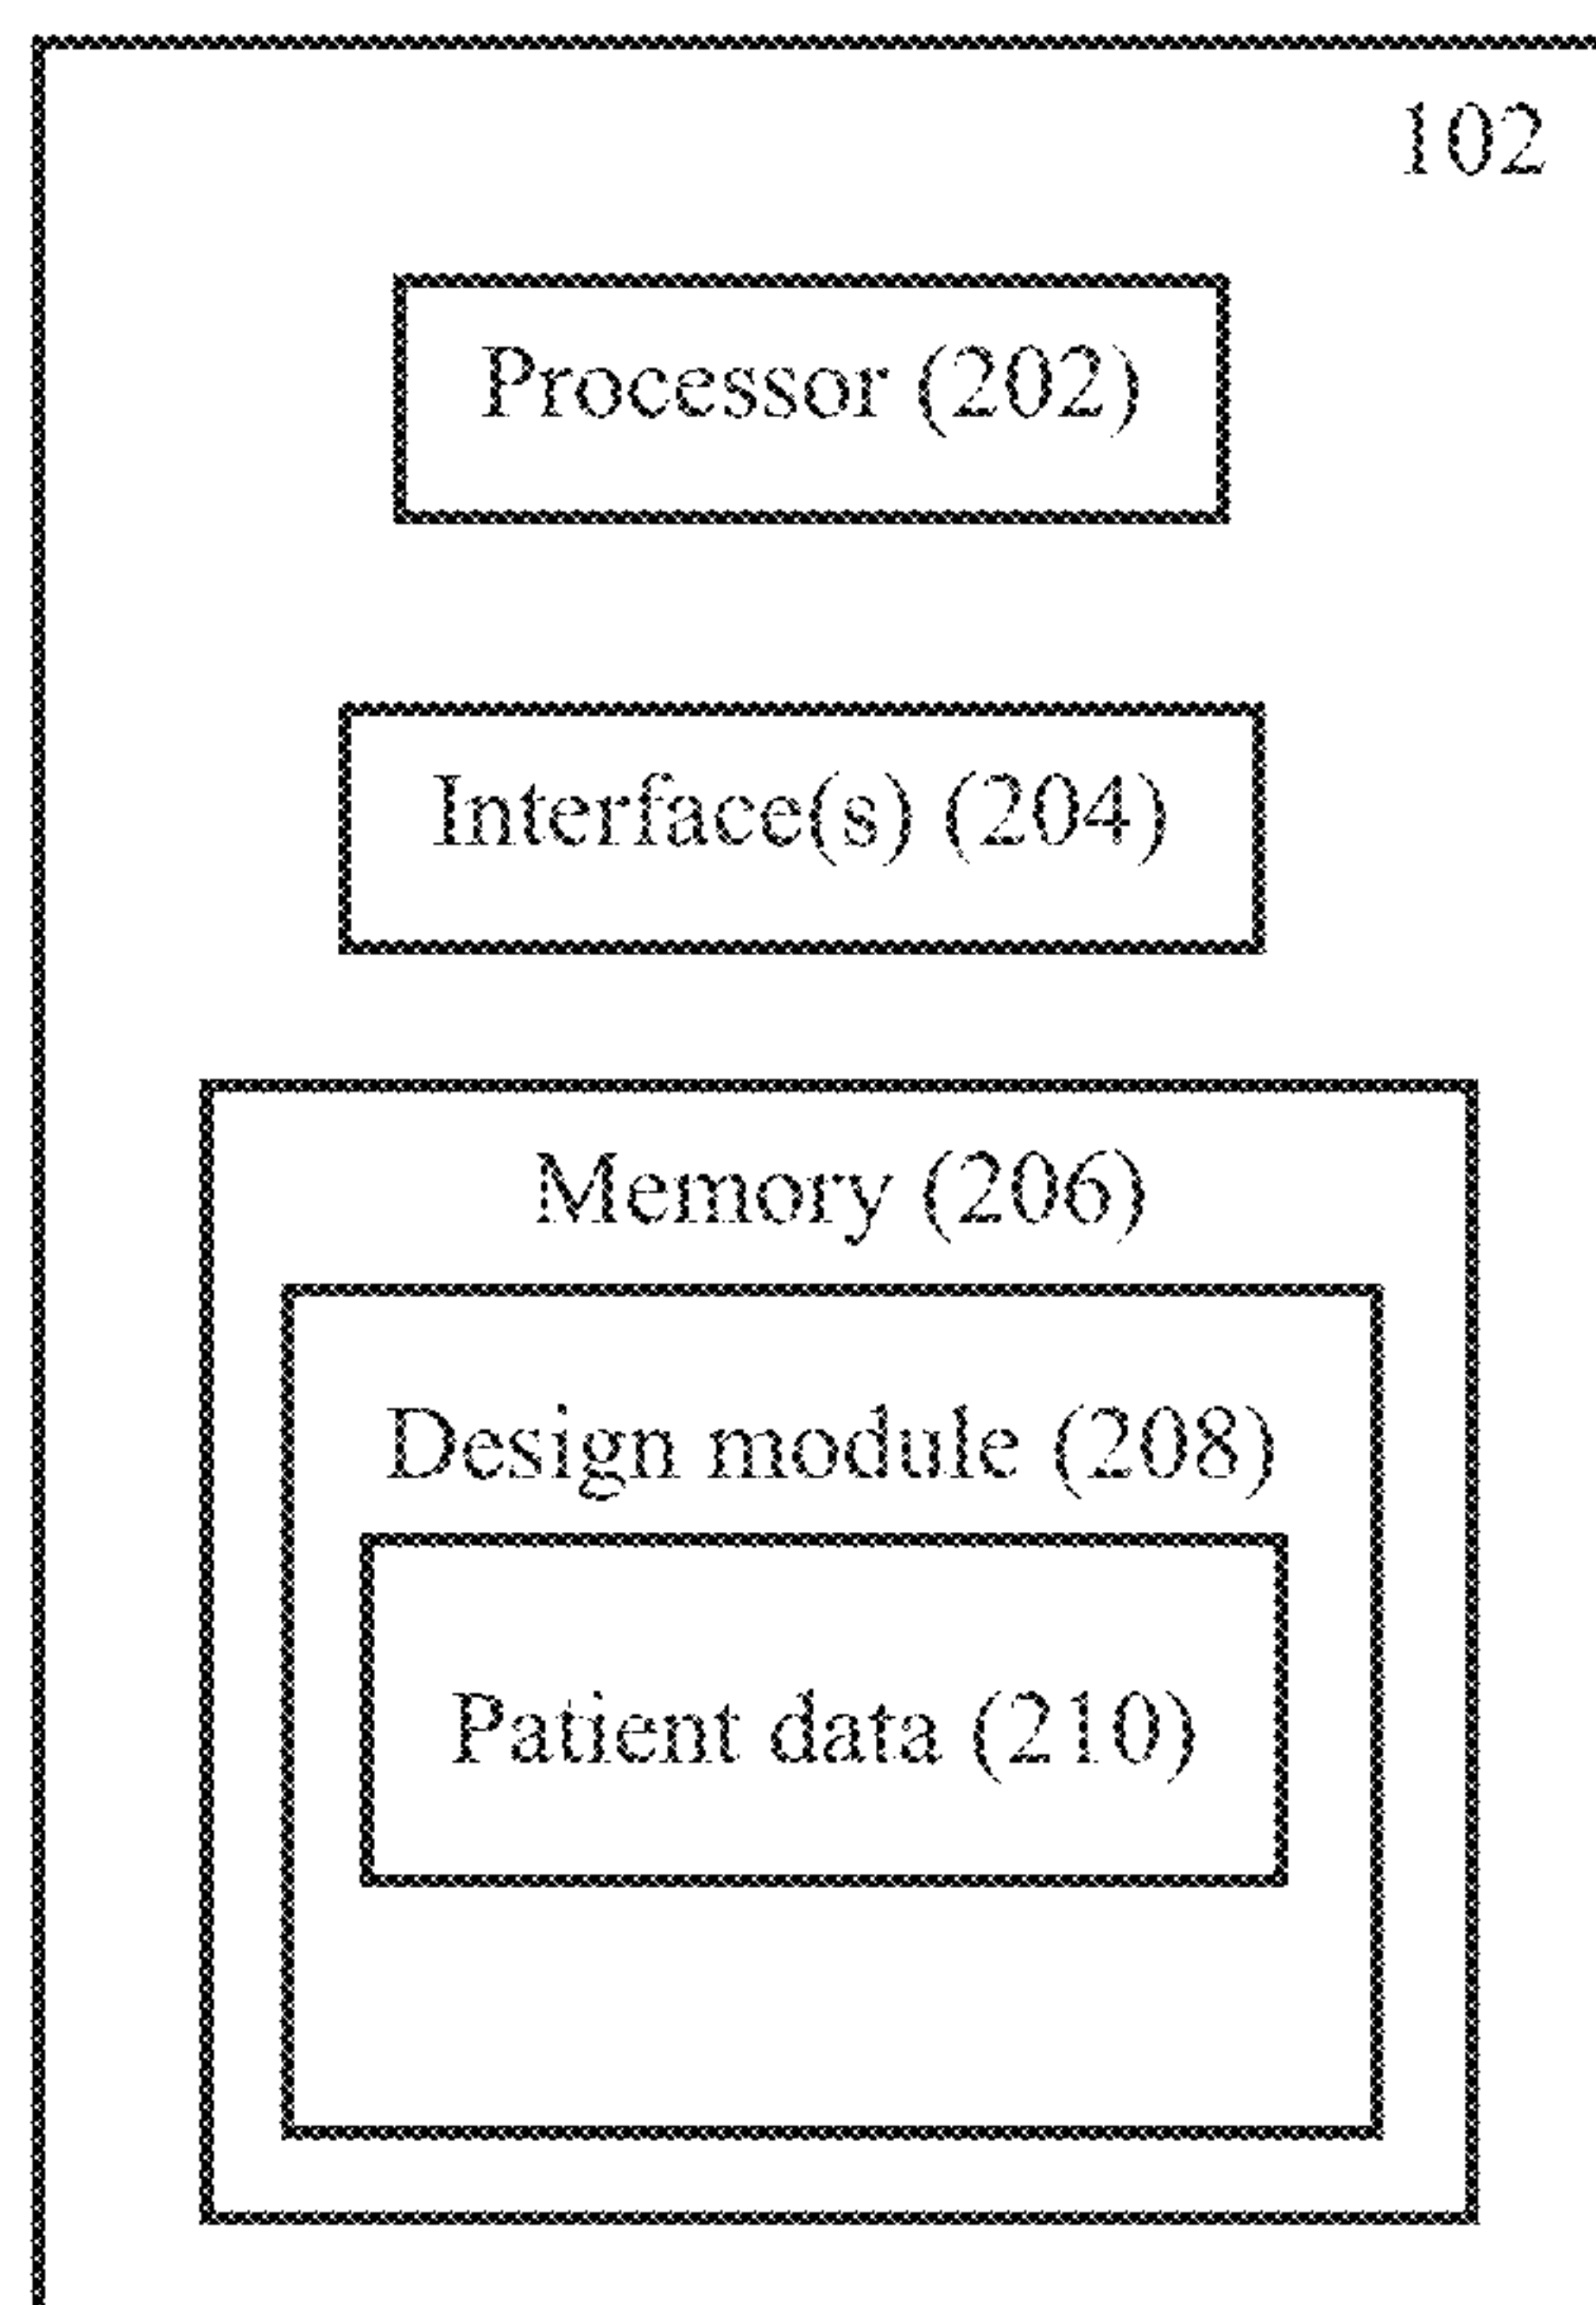 102
Processor (202)
Interface(s) (204)
Memory (206)
Design module (208)
Patient data (210)